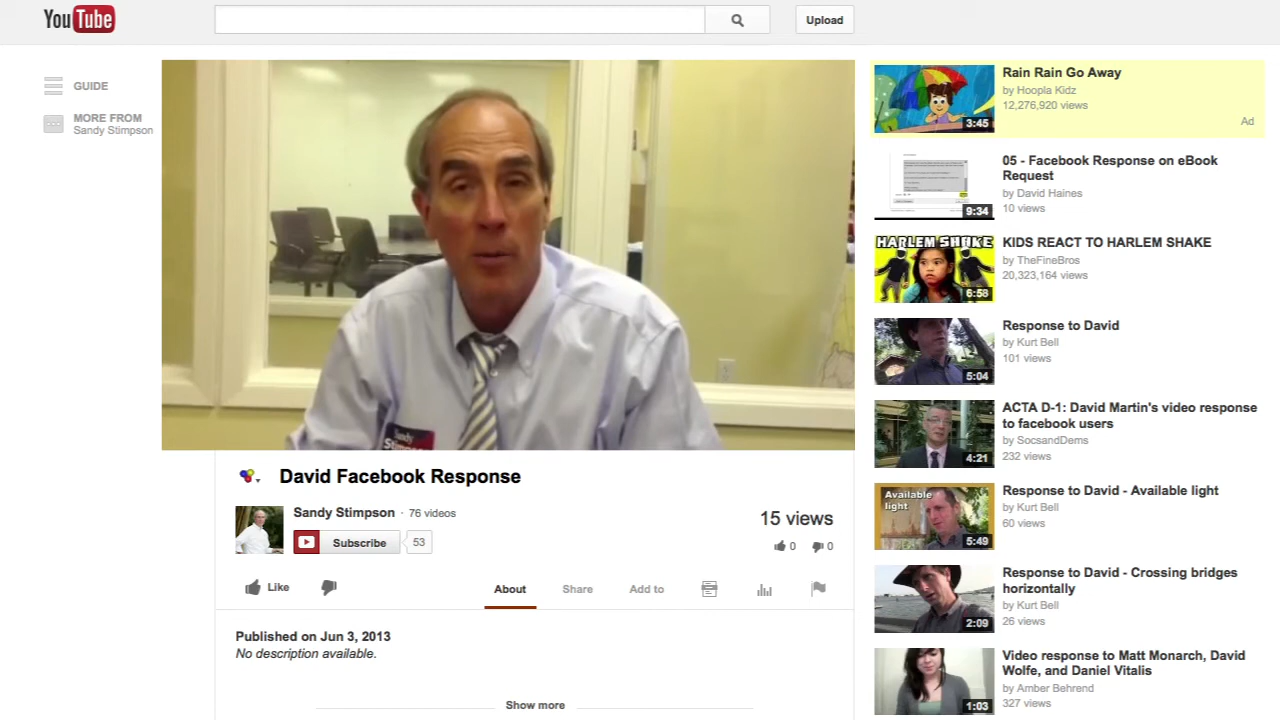 YouTube
Upload
GUIDE
MORE FROM
Sandy Stimpson
Sandy
David Facebook Response
Sandy Stimpson · 76 videos
Subscribe 53
15 views
0 0
Like
About Share Add to
Published on Jun 3, 2013
No description available.
Show more
Rain Rain Go Away
by Hoopla Kidz
12,276,920 views
Ad
3:45
05 - Facebook Response on eBook
Request
by David Haines
10 views
9:34
HARLEM SHAKE
KIDS REACT TO HARLEM SHAKE
by TheFineBros
20,323,164 views
6:58
Response to David
by Kurt Bell
101 views
5:04
ACTA D-1: David Martin's video response
to facebook users
by SocsandDems
232 views
4:21
Available
light
Response to David - Available light
by Kurt Bell
60 views
5:49
Response to David - Crossing bridges
horizontally
by Kurt Bell
26 views
2:09
Video response to Matt Monarch, David
Wolfe, and Daniel Vitalis
by Amber Behrend
327 views
1:03